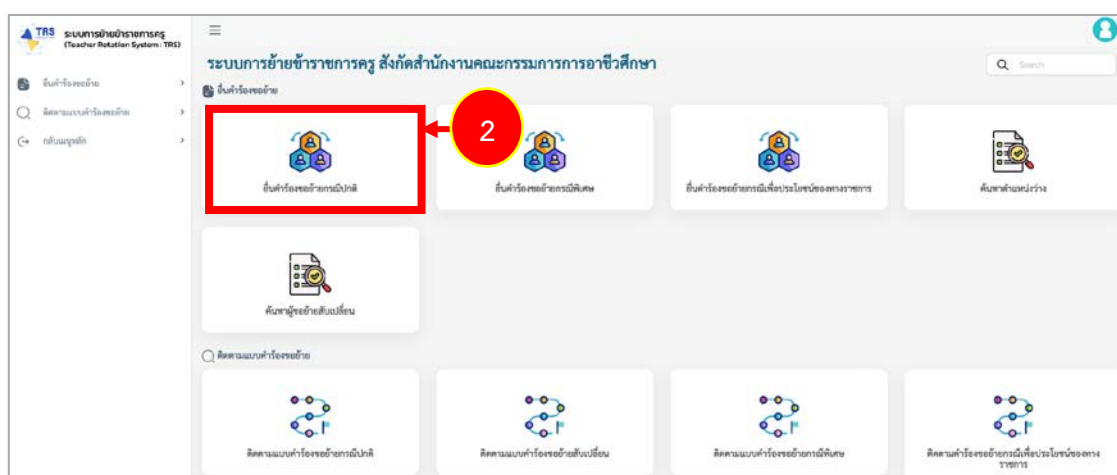 TRS ระบบการย้ายข้าราชการครู
(Teacher Rotation System : TRS)
ยื่นคำร้องขอย้าย
ติดตามแบบคำร้องขอย้าย
กลับเมนูหลัก
ระบบการย้ายข้าราชการครู สังกัดสำนักงานคณะกรรมการการอาชีวศึกษา
Search
ยื่นคำร้องขอย้าย
2
ยื่นคำร้องขอย้ายกรณีปกติ
ยื่นคำร้องขอย้ายกรณีพิเศษ
ยื่นคำร้องขอย้ายกรณีเพื่อประโยชน์ของทางราชการ
ค้นหาตำแหน่งว่าง
ค้นหาผู้ขอย้ายสับเปลี่ยน
ติดตามแบบคำร้องขอย้าย
ติดตามแบบคำร้องขอย้ายกรณีปกติ
ติดตามแบบคำร้องขอย้ายสับเปลี่ยน
ติดตามแบบคำร้องขอย้ายกรณีพิเศษ
ติดตามคำร้องขอย้ายกรณีเพื่อประโยชน์ของทาง
ราชการ